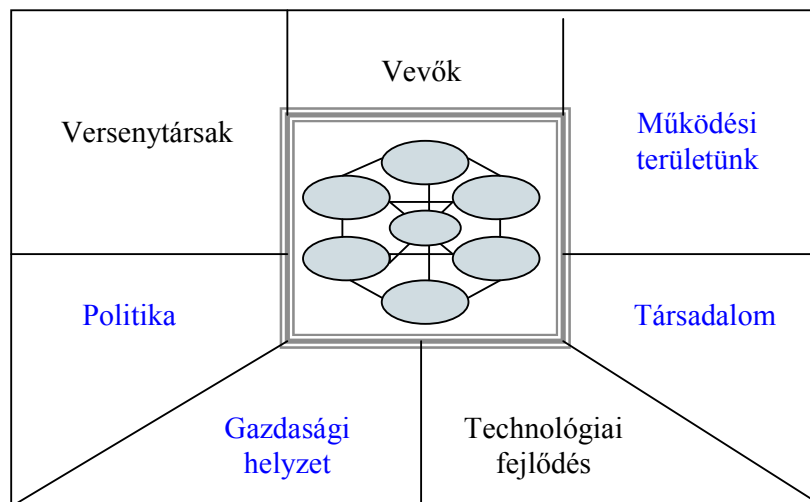 Vevők
Versenytársak
Működési
területünk
Politika
Társadalom
Gazdasági
helyzet
Technológiai
fejlődés